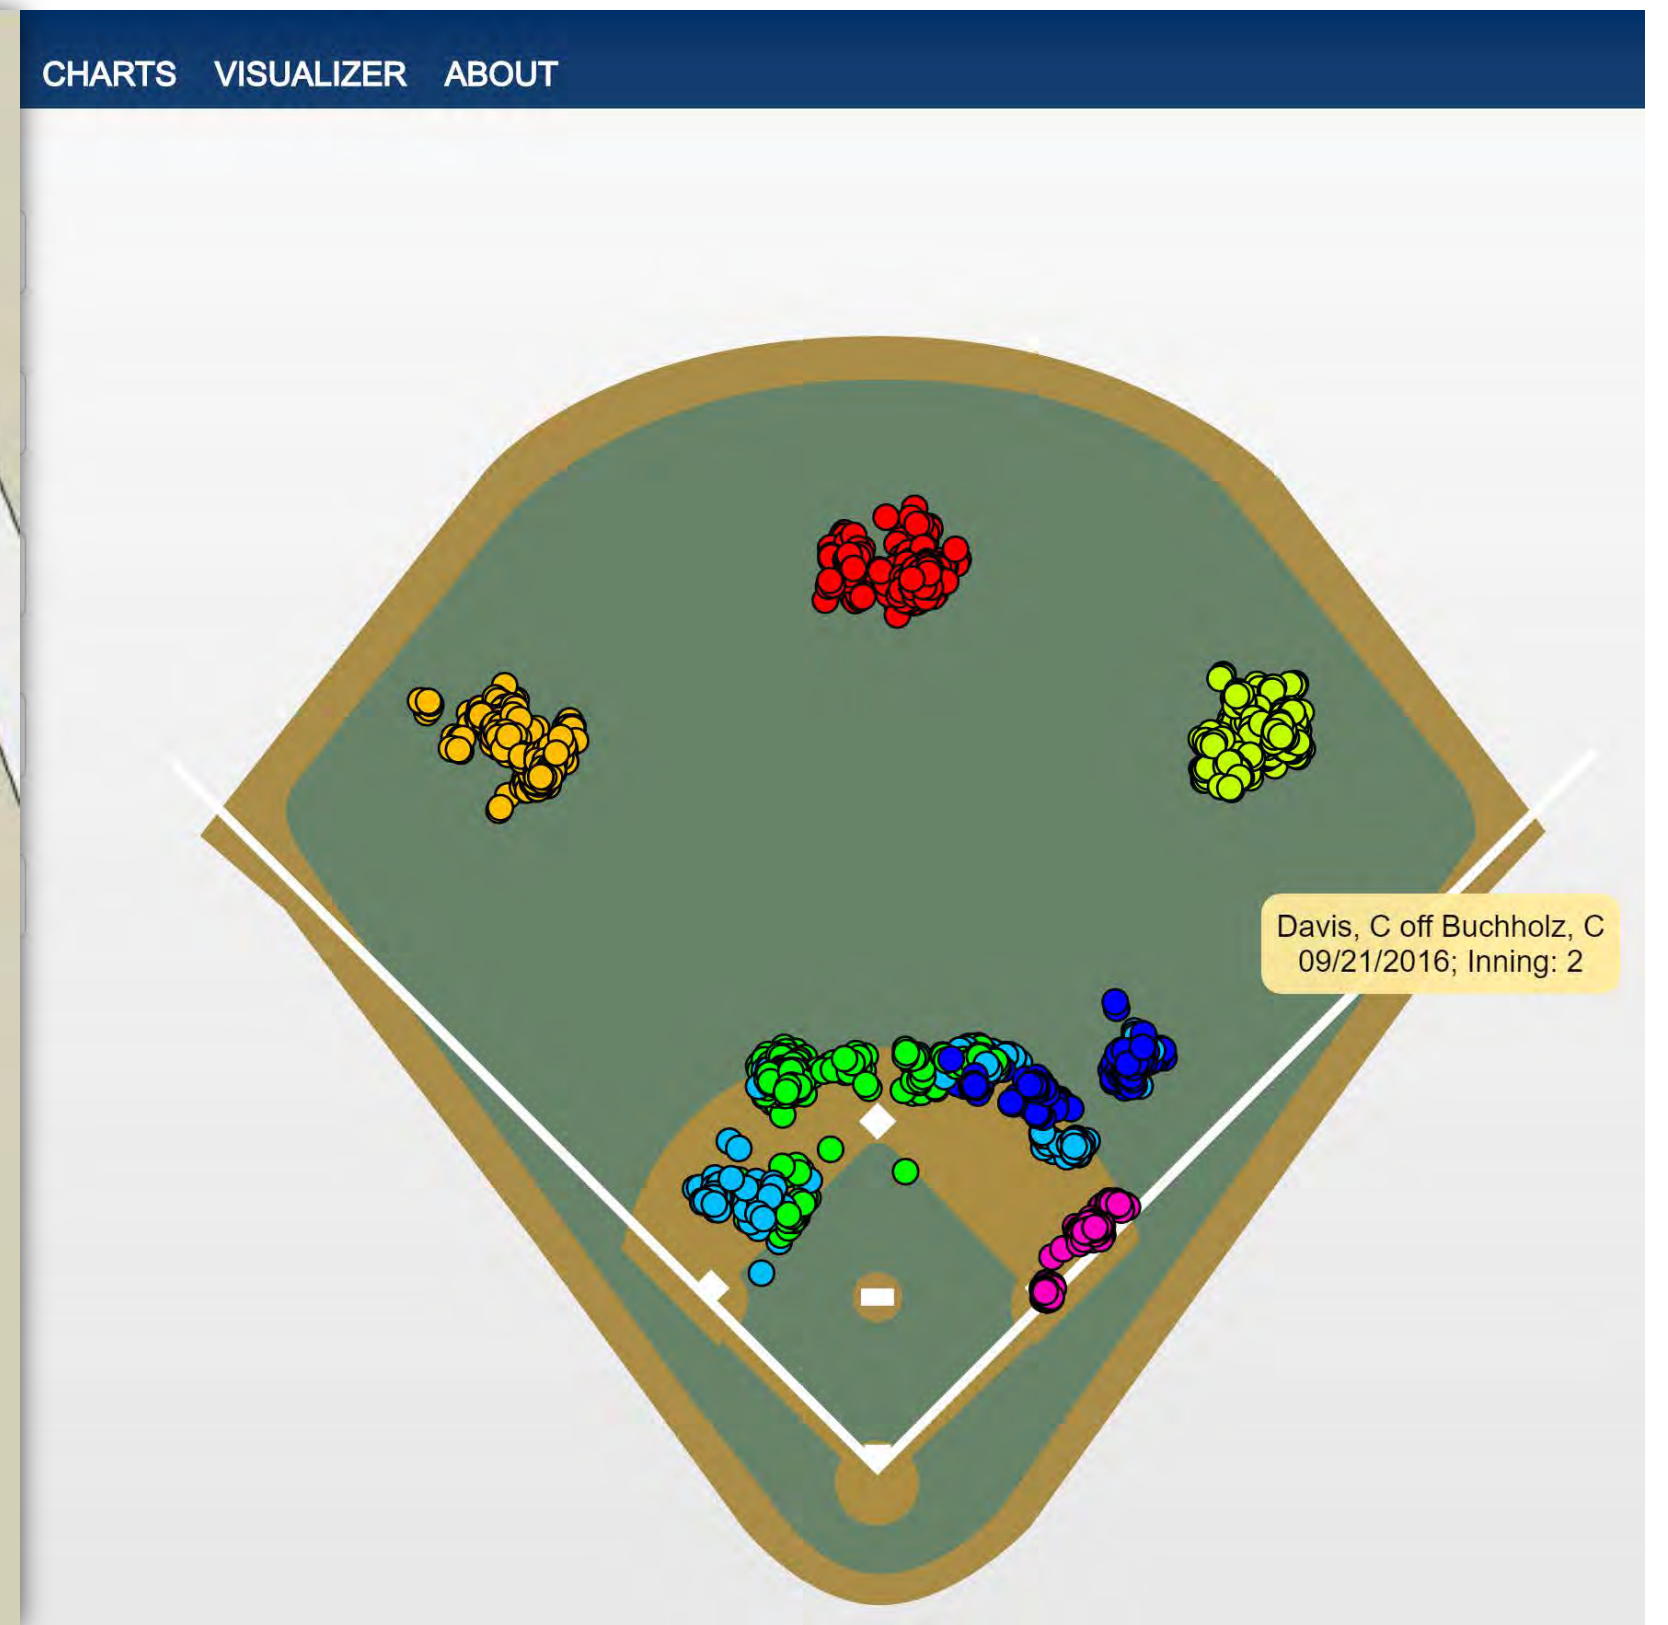 CHARTS VISUALIZER ABOUT
Davis, C off Buchholz, C
09/21/2016; Inning: 2